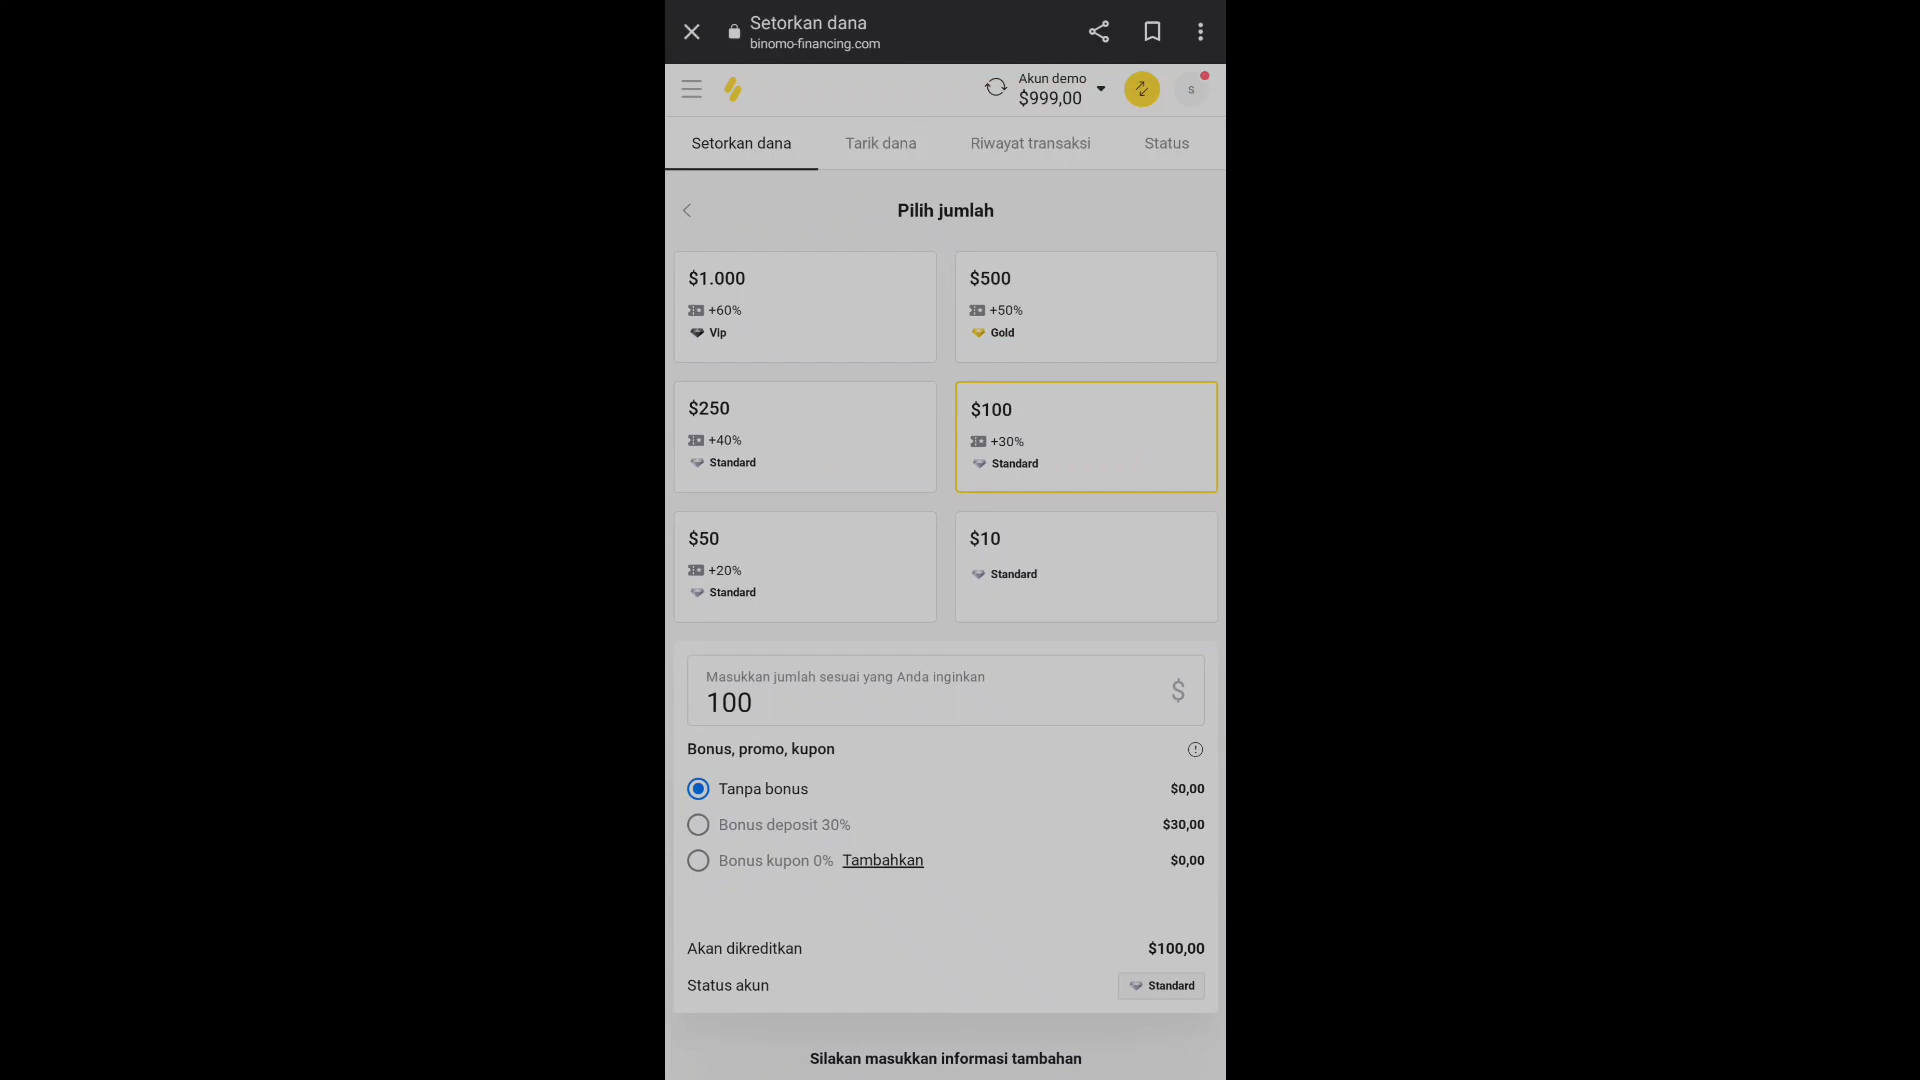 Setorkan dana
binomo-financing.com
Akun demo
$999,00
s
Setorkan dana
Tarik dana
Riwayat transaksi
Status
Pilih jumlah
$1.000
+60%
Vip
$500
+50%
Gold
$250
+40%
Standard
$100
+30%
Standard
$50
+20%
Standard
$10
Standard
Masukkan jumlah sesuai yang Anda inginkan
100
$
Bonus, promo, kupon
Tanpa bonus $0,00
Bonus deposit 30% $30,00
Bonus kupon 0% Tambahkan $0,00
Akan dikreditkan $100,00
Status akun Standard
Silakan masukkan informasi tambahan